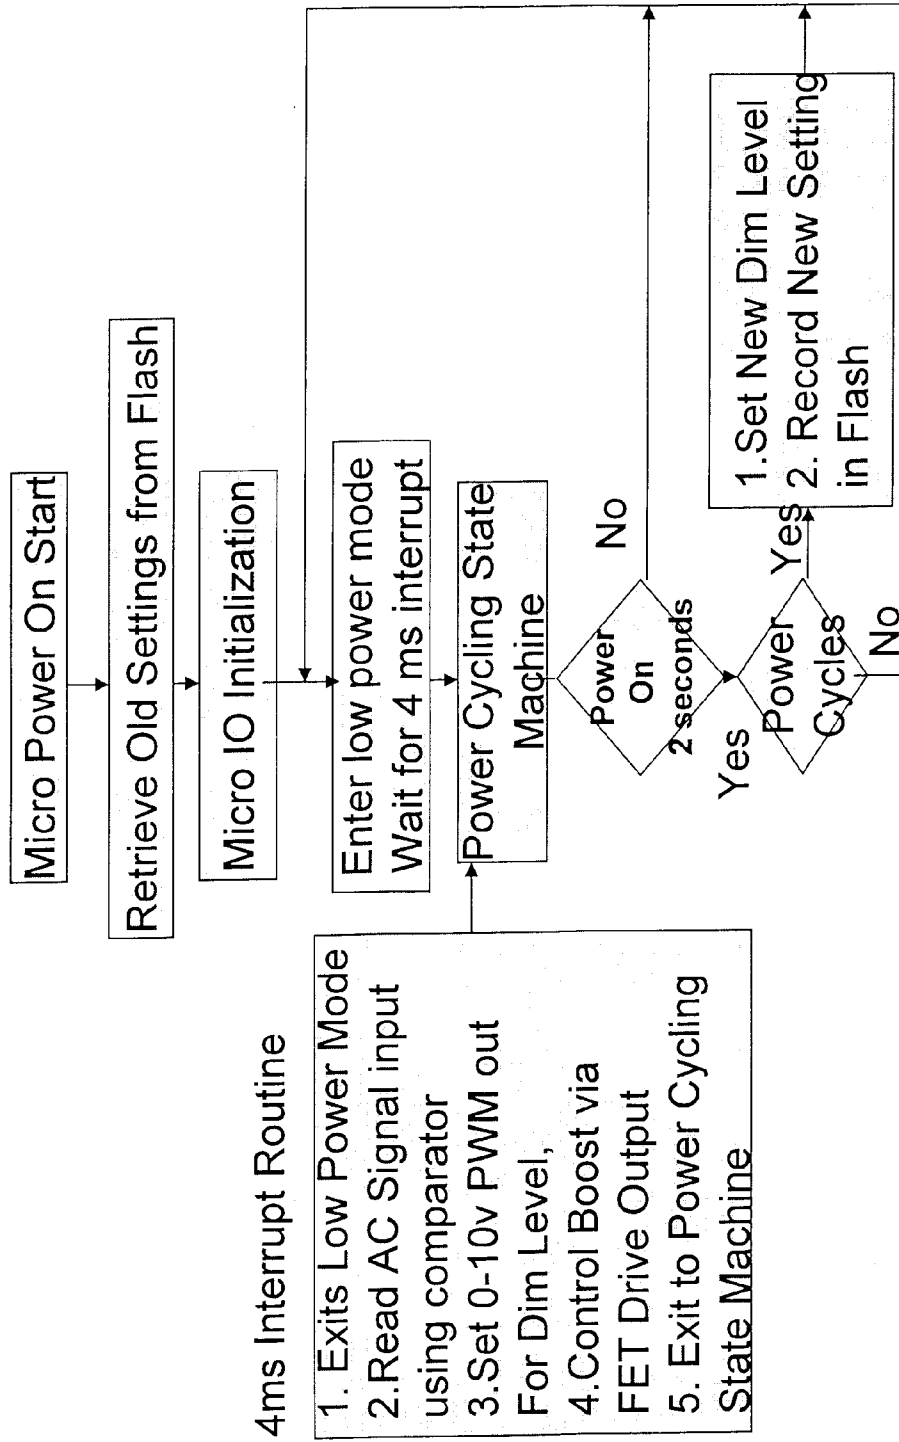 Micro Power On Start
Retrieve Old Settings from Flash
Micro IO Initialization
Enter low power mode
Wait for 4 ms interrupt
Power Cycling State
Machine
Power
On
2 seconds
No
Yes
Power
Cycles
Yes
No
1.Set New Dim Level
2. Record New Setting
in Flash
4ms Interrupt Routine
1. Exits Low Power Mode
2.Read AC Signal input
using comparator
3.Set 0-10v PWM out
For Dim Level,
4.Control Boost via
FET Drive Output
5. Exit to Power Cycling
State Machine